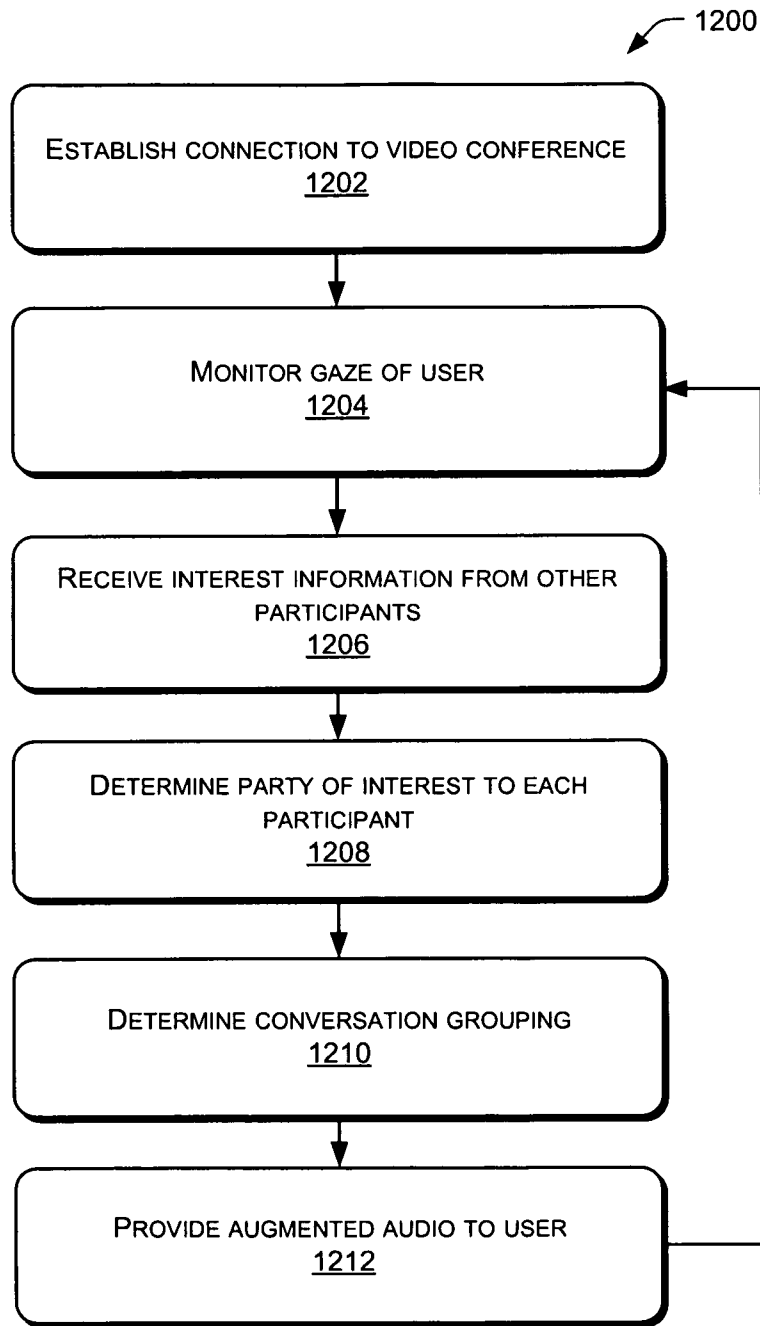 1200
ESTABLISH CONNECTION TO VIDEO CONFERENCE
1202
MONITOR GAZE OF USER
1204
RECEIVE INTEREST INFORMATION FROM OTHER
PARTICIPANTS
1206
DETERMINE PARTY OF INTEREST TO EACH
PARTICIPANT
1208
DETERMINE CONVERSATION GROUPING
1210
PROVIDE AUGMENTED AUDIO TO USER
1212